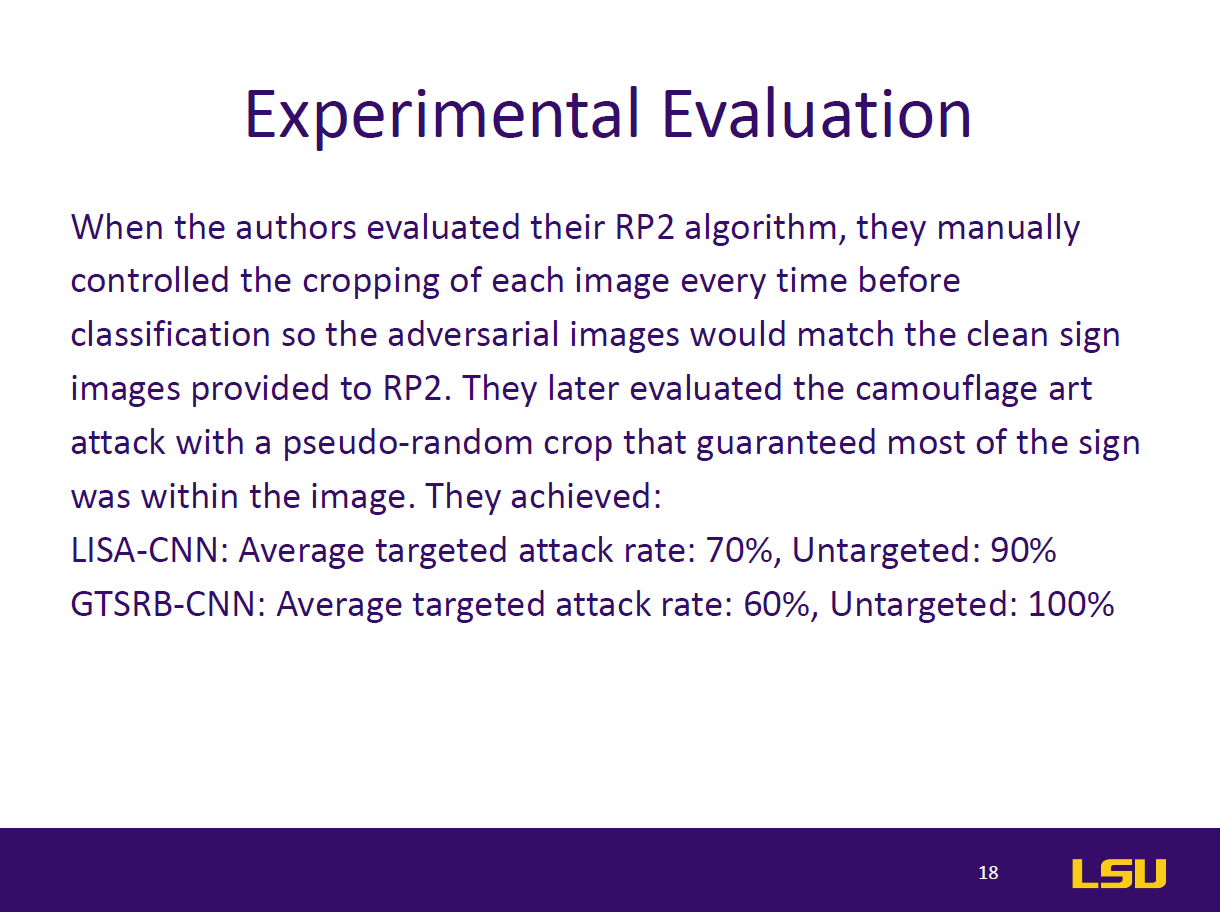 Experimental Evaluation
When the authors evaluated their RP2 algorithm, they manually
controlled the cropping of each image every time before
classification so the adversarial images would match the clean sign
images provided to RP2. They later evaluated the camouflage art
attack with a pseudo-random crop that guaranteed most of the sign
was within the image. They achieved:
LISA-CNN: Average targeted attack rate: 70%, Untargeted: 90%
GTSRB-CNN: Average targeted attack rate: 60%, Untargeted: 100%
18
LSU